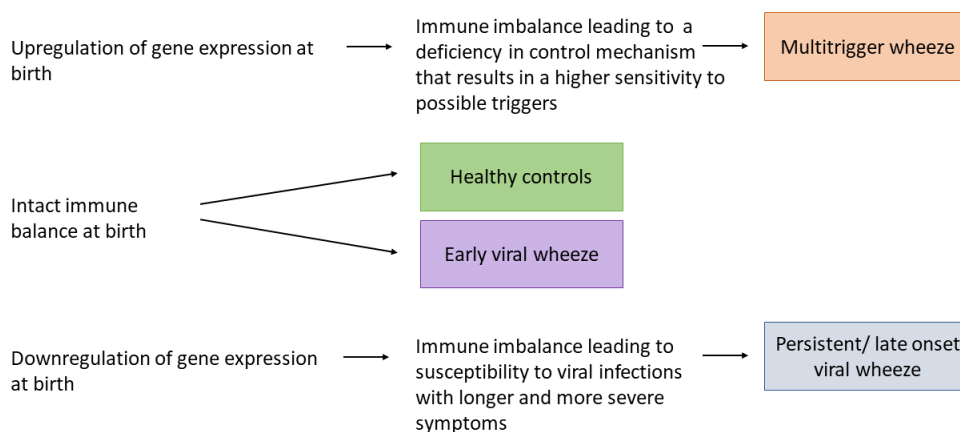 Upregulation of gene expression at
birth
Immune imbalance leading to a
deficiency in control mechanism
that results in a higher sensitivity to
possible triggers
Multitrigger wheeze
Intact immune
balance at birth
Healthy controls
Early viral wheeze
Downregulation of gene expression
at birth
Immune imbalance leading to
susceptibility to viral infections
with longer and more severe
symptoms
Persistent/ late onset
viral wheeze